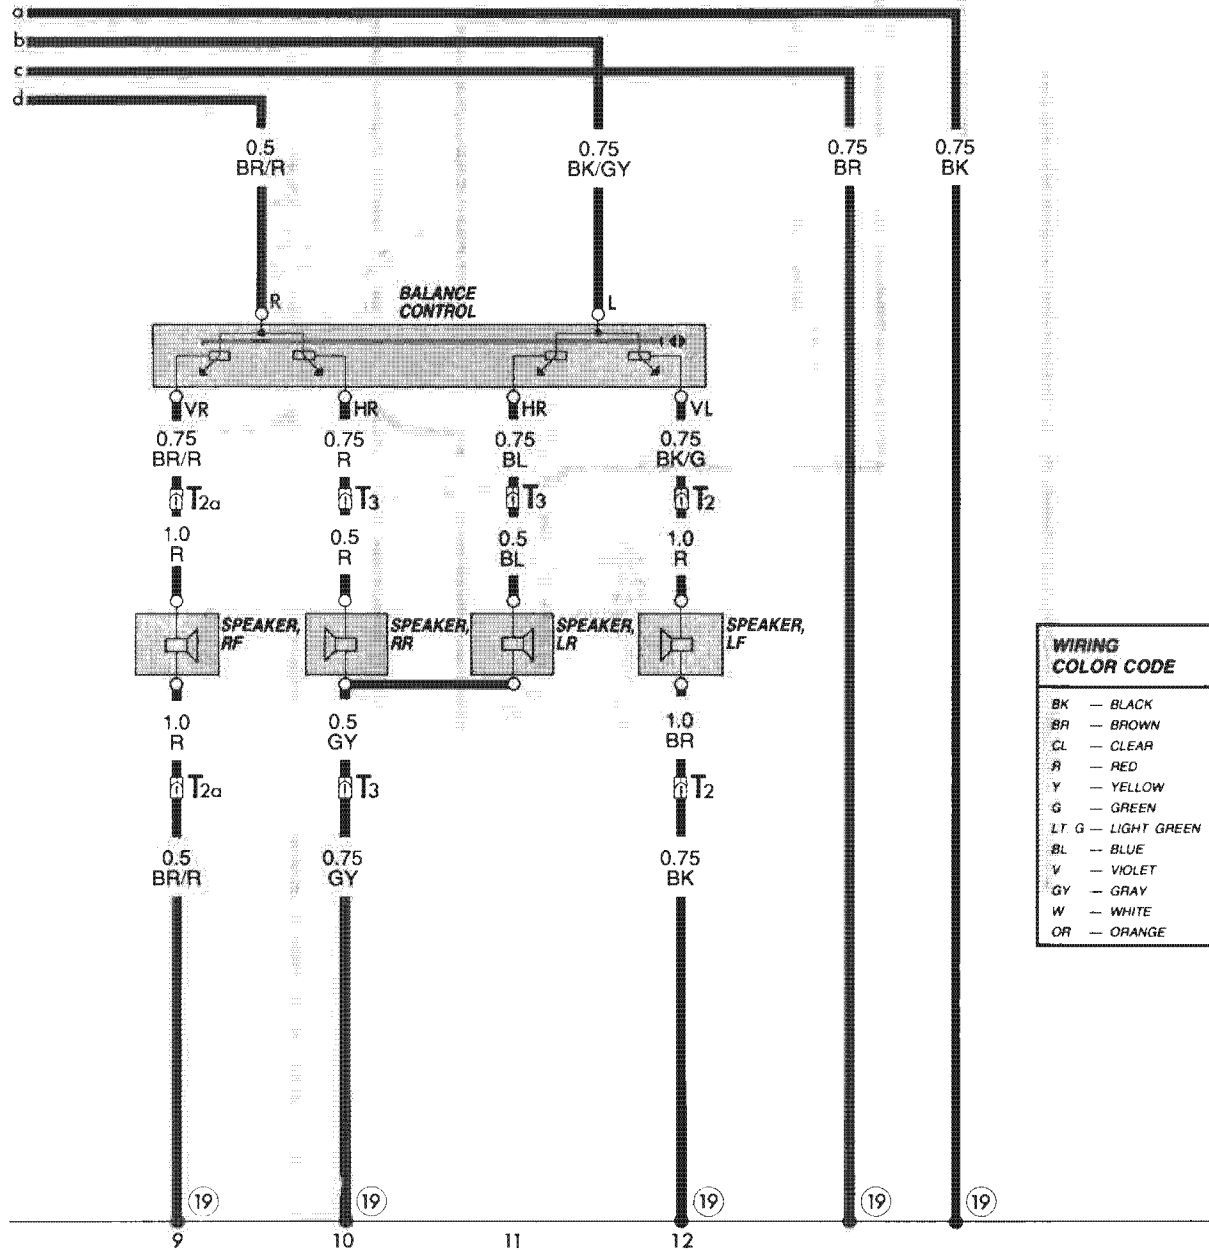 a
b
c
d
0.5
BR/R
0.75
BK/GY
0.75
BR
0.75
BK
BALANCE
CONTROL
R
L
VR
HR
HR
VL
0.75
BR/R
0.75
R
0.75
BL
0.75
BK/G
T2a
T3
T3
T2
1.0
R
0.5
R
0.5
BL
1.0
R
SPEAKER,
RF
SPEAKER,
RR
SPEAKER,
LR
SPEAKER,
LF
1.0
R
0.5
GY
1.0
BR
T2a
T3
T2
0.5
BR/R
0.75
GY
0.75
BK
WIRING
COLOR CODE
BK — BLACK
BR — BROWN
CL — CLEAR
R — RED
Y — YELLOW
G — GREEN
LT G — LIGHT GREEN
BL — BLUE
V — VIOLET
GY — GRAY
W — WHITE
OR — ORANGE
19
19
19
19
19
9
10
11
12